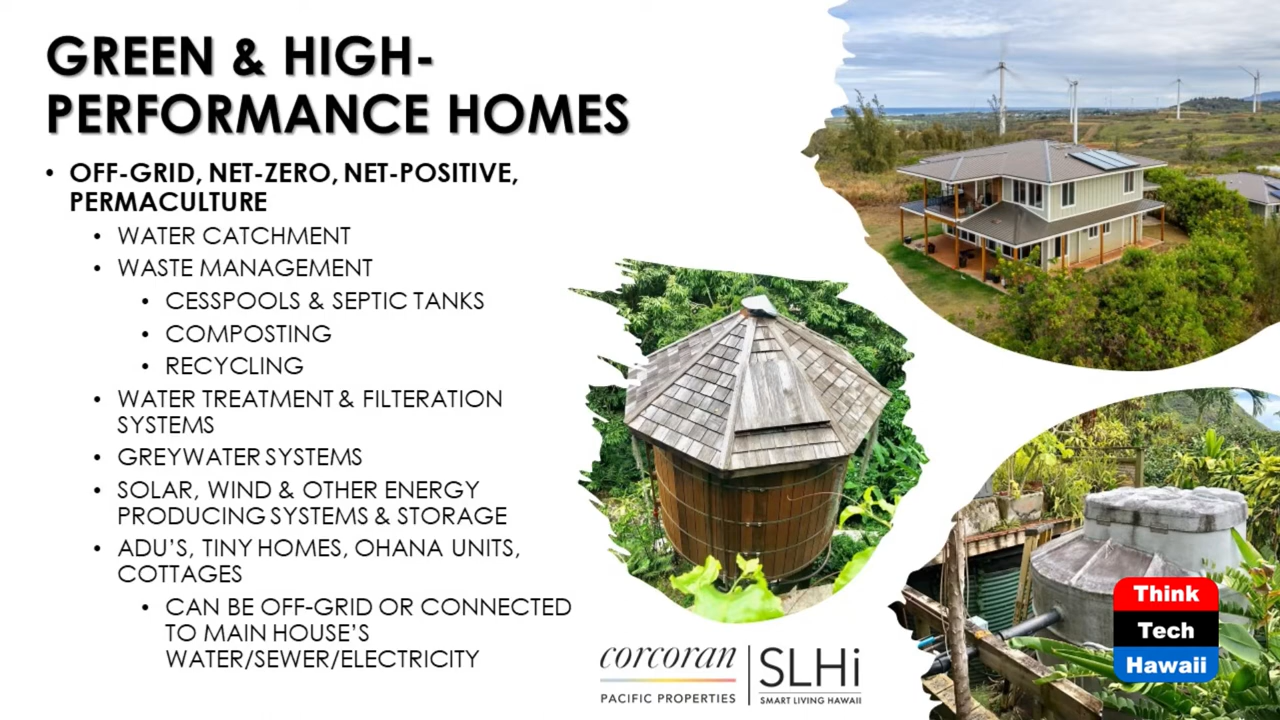 GREEN & HIGH-
PERFORMANCE HOMES
• OFF-GRID, NET-ZERO, NET-POSITIVE,
PERMACULTURE
• WATER CATCHMENT
• WASTE MANAGEMENT
• CESSPOOLS & SEPTIC TANKS
• COMPOSTING
• RECYCLING
• WATER TREATMENT & FILTERATION
SYSTEMS
• GREYWATER SYSTEMS
• SOLAR, WIND & OTHER ENERGY
PRODUCING SYSTEMS & STORAGE
• ADU'S, TINY HOMES, OHANA UNITS,
COTTAGES
• CAN BE OFF-GRID OR CONNECTED
TO MAIN HOUSE'S
WATER/SEWER/ELECTRICITY
corcoran
PACIFIC PROPERTIES
SLHi
SMART LIVING HAWAII
Think
Tech
Hawaii